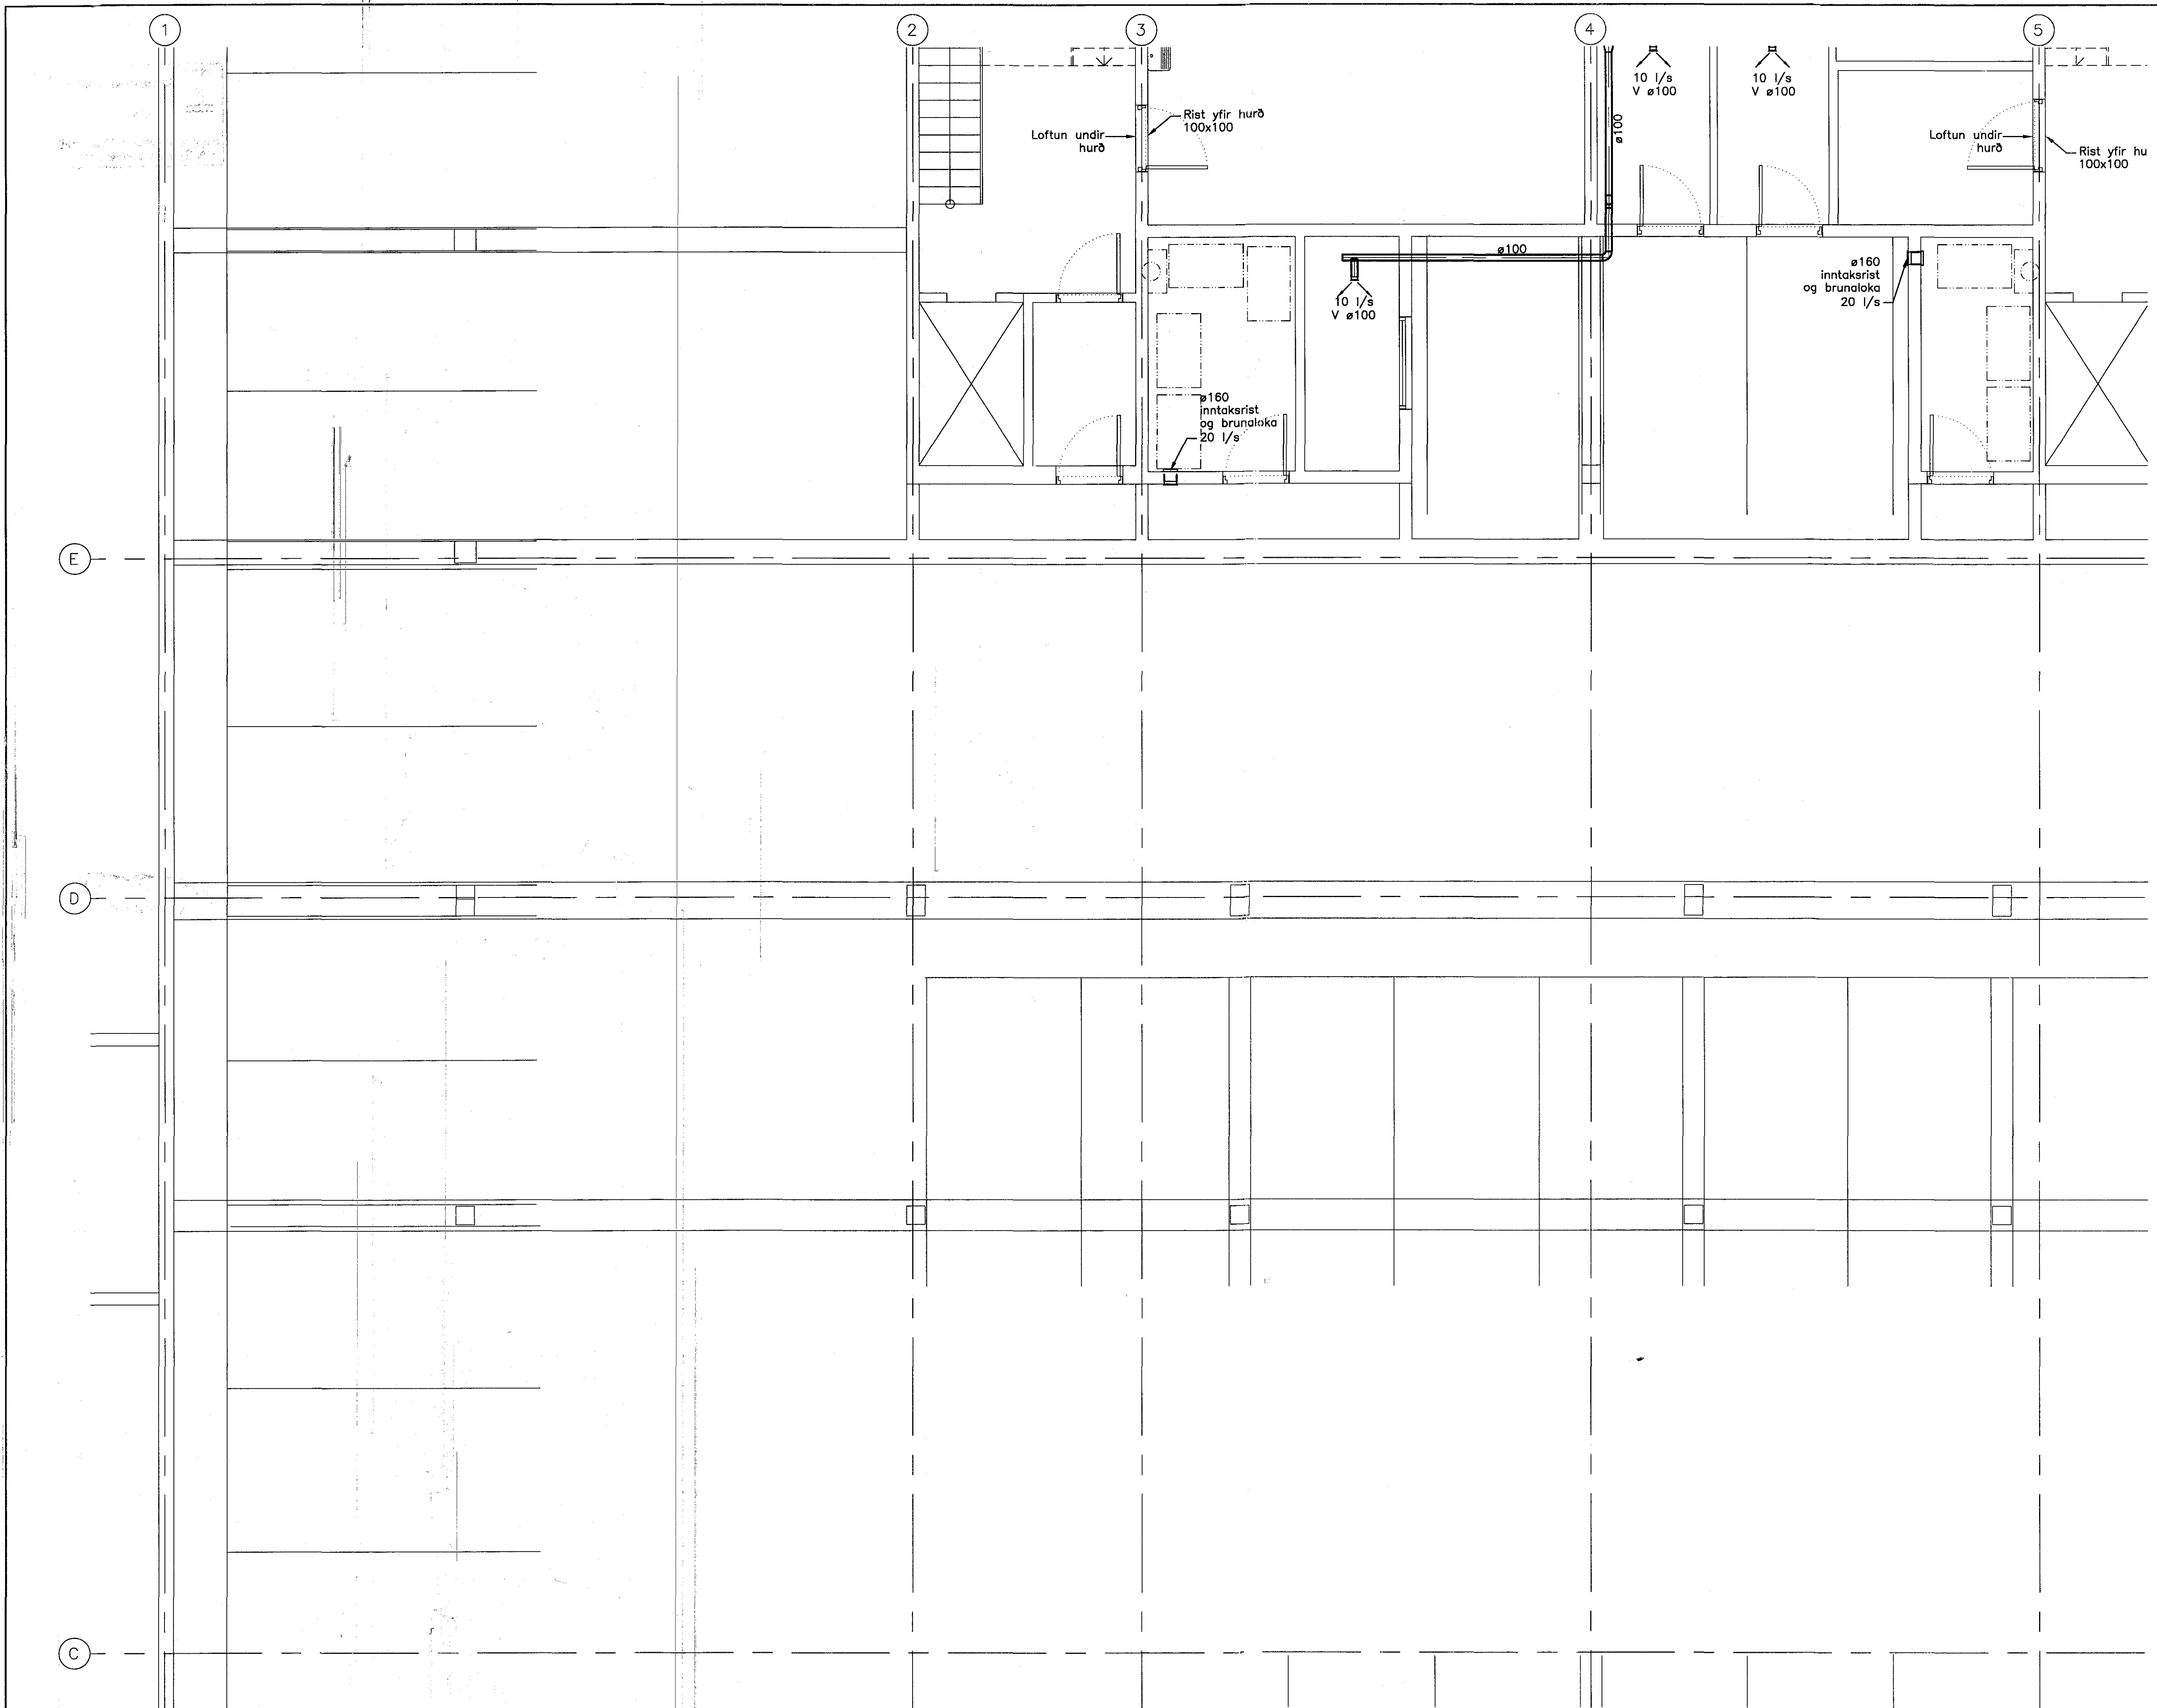 1
2
3
4
5
10 l/s
V ø100
10 l/s
V ø100
Rist yfir hurð
100x100
Loftun undir
hurð
ø100
Loftun undir
hurð
Rist yfir hu
100x100
ø100
10 l/s
V ø100
ø160
inntaksrist
og brunaloka
20 l/s
ø160
inntaksrist
og brunaloka
20 l/s
E
D
C